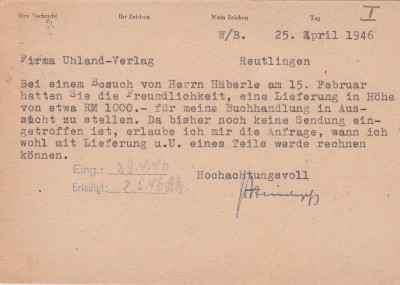 Ihre Nachricht Ihr Zeichen Mein Zeichen Tag I
W/B. 25. April 1946
Firma Uhland-Verlag Reutlingen
Bei einem Besuch von Herrn Häberle am 15. Februar
hatten Sie die Freundlichkeit, eine Lieferung in Höhe
von etwa RM 1000.- für meine Buchhandlung in Aus-
sicht zu stellen. Da bisher noch keine Sendung ein-
getroffen ist, erlaube ich mir die Anfrage, wann ich
wohl mit Lieferung u.U. eines Teils werde rechnen
können.
Hochachtungsvoll
Eing.:
Erledigt: